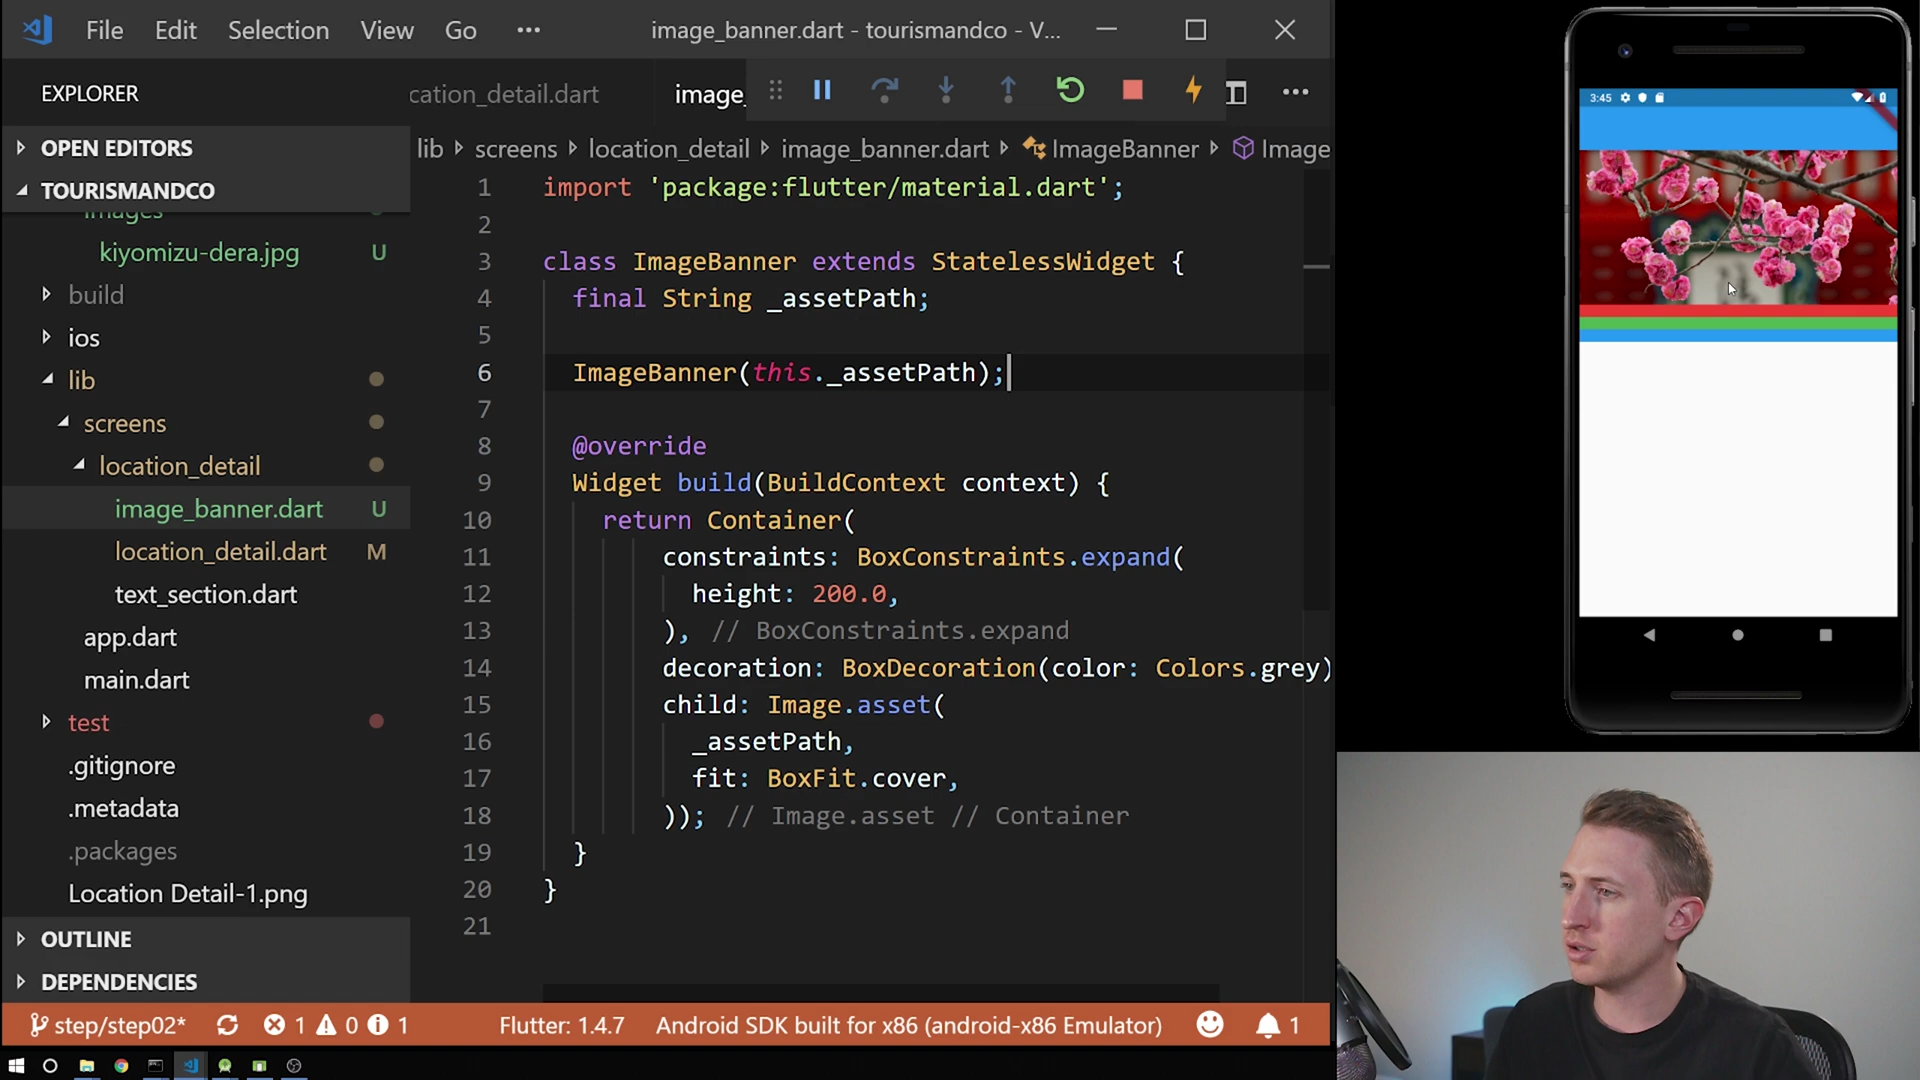 File Edit Selection View Go ··· image_banner.dart - tourismandco - V...
EXPLORER
cation_detail.dart image_
OPEN EDITORS
TOURISMANDCO
images
kiyomizu-dera.jpg U
build
ios
lib
screens
location_detail
image_banner.dart U
location_detail.dart M
text_section.dart
app.dart
main.dart
test
.gitignore
.metadata
.packages
Location Detail-1.png
OUTLINE
DEPENDENCIES
lib screens location_detail image_banner.dart ImageBanner Image
1 import 'package:flutter/material.dart';
2
3 class ImageBanner extends StatelessWidget {
4 final String _assetPath;
5
6 ImageBanner(this._assetPath);
7
8 @override
9 Widget build(BuildContext context) {
10 return Container(
11 constraints: BoxConstraints.expand(
12 height: 200.0,
13 ), // BoxConstraints.expand
14 decoration: BoxDecoration(color: Colors.grey)
15 child: Image.asset(
16 _assetPath,
17 fit: BoxFit.cover,
18 )); // Image.asset // Container
19 }
20 }
21
step/step02* 1 0 1 Flutter: 1.4.7 Android SDK built for x86 (android-x86 Emulator) 1
3:45